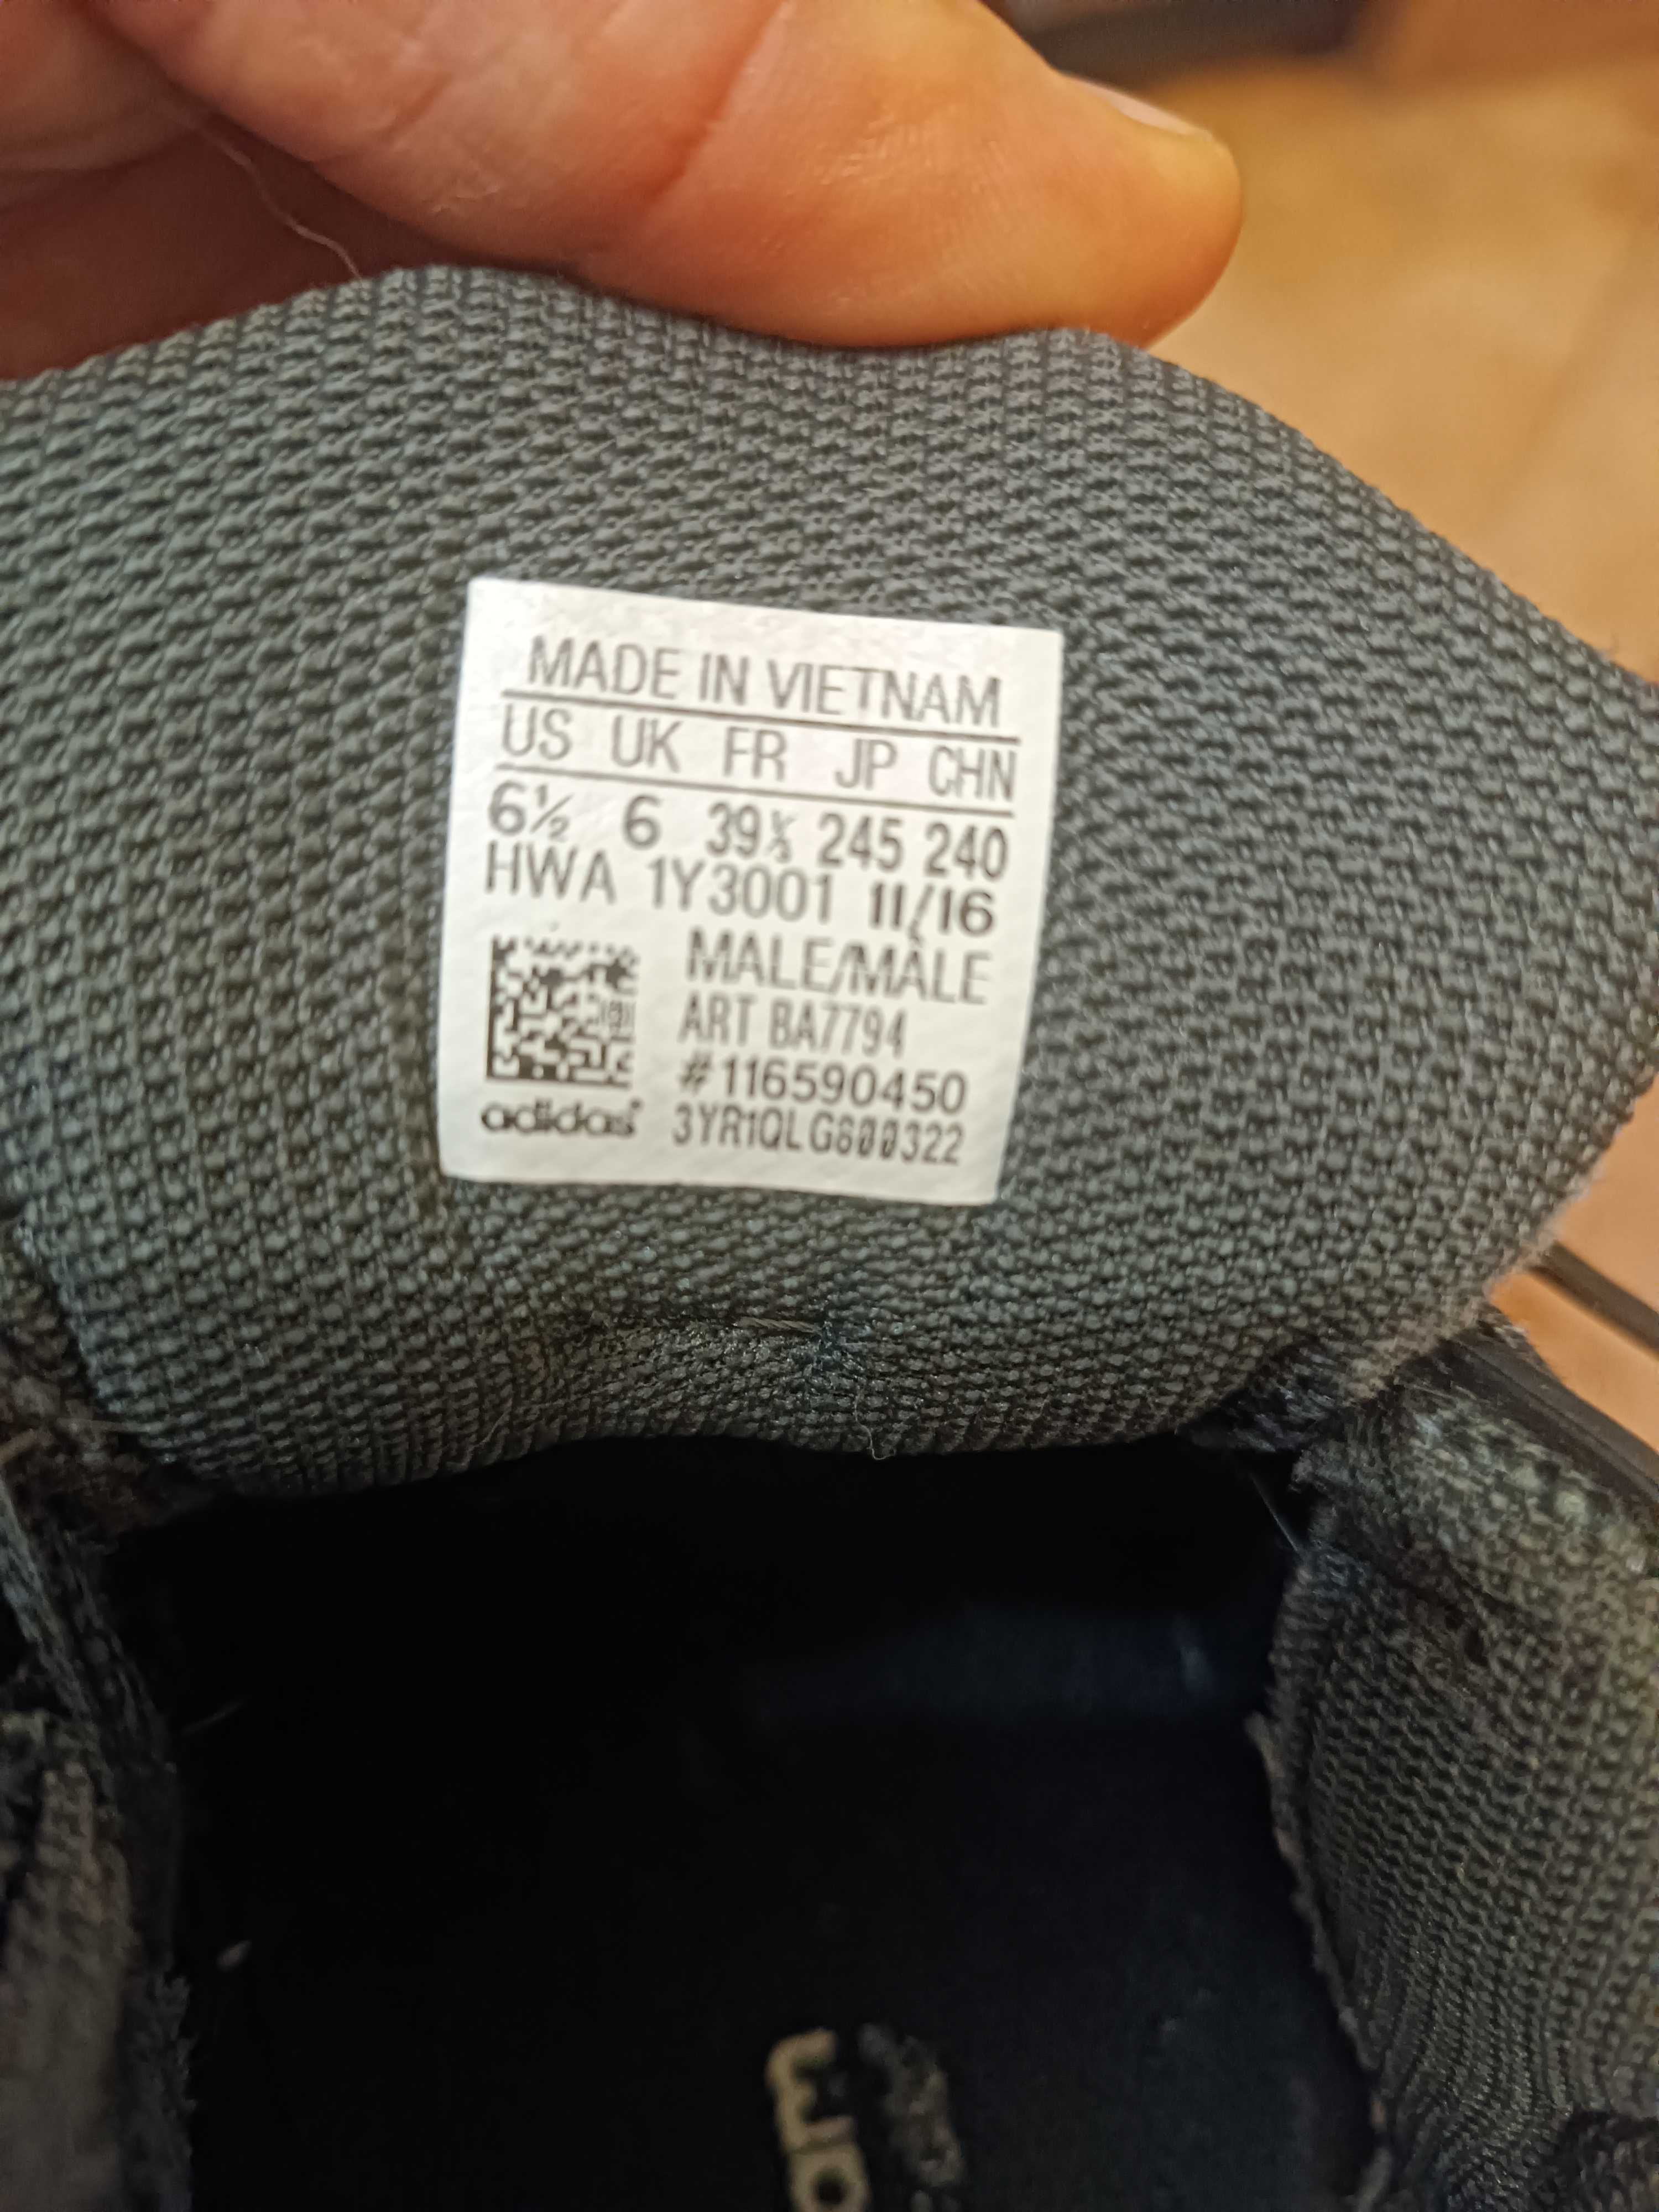 MADE IN VIETNAM
US UK FR JP CHN
6½ 6 39⅓ 245 240
HWA 1Y3001 11/16
MALE/MÂLE
ART BA7794
#116590450
adidas 3YR1QLG600322